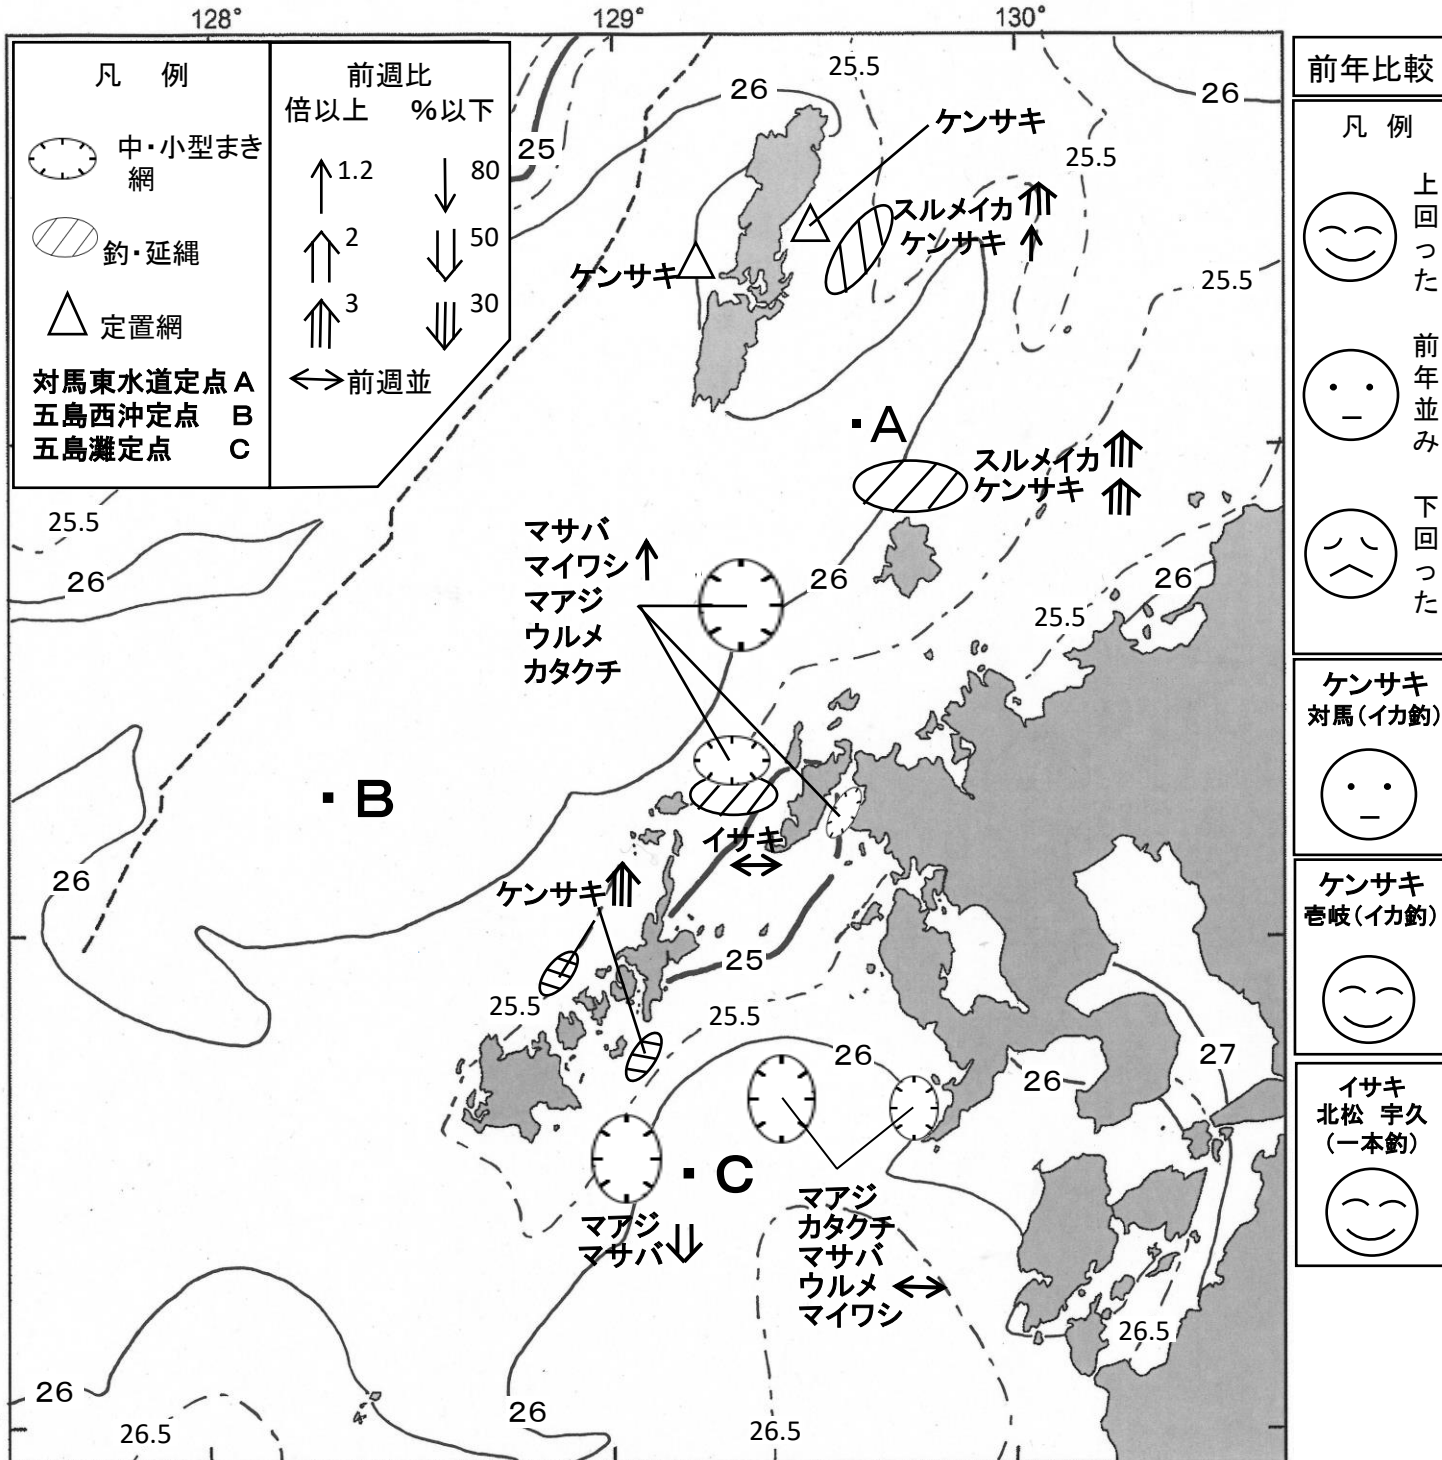 128°
129°
130°
凡 例
中・小型まき
網
釣・延縄
定置網
対馬東水道定点 A
五島西沖定点 B
五島灘定点 C
前週比
倍以上 %以下
1.2 80
2 50
3 30
前週並
25
26
25.5
26
25.5
25.5
ケンサキ
スルメイカ
ケンサキ
ケンサキ
A
スルメイカ
ケンサキ
25.5
26
マサバ
マイワシ
マアジ
ウルメ
カタクチ
26
26
25.5
B
イサキ
26
ケンサキ
25
25.5
25.5
26
26
27
C
マアジ
マサバ
マアジ
カタクチ
マサバ
ウルメ
マイワシ
26.5
26
26.5
26
26.5
前年比較
凡 例
上回った
前年並み
下回った
ケンサキ
対馬(イカ釣)
ケンサキ
壱岐(イカ釣)
イサキ
北松 宇久
(一本釣)